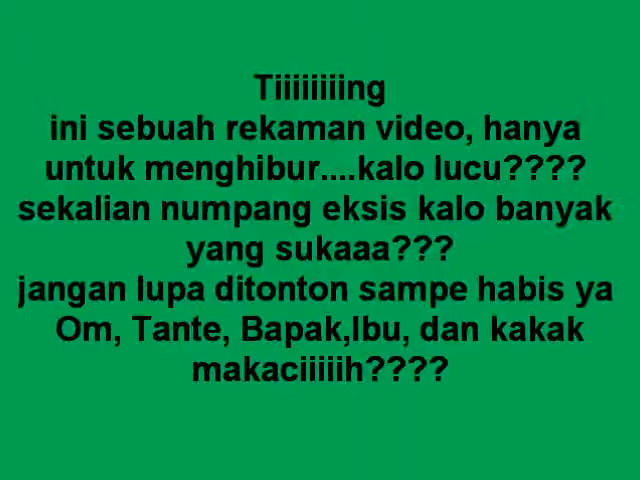 Tiiiiiiiing
ini sebuah rekaman video, hanya
untuk menghibur....kalo lucu????
sekalian numpang eksis kalo banyak
yang sukaaa???
jangan lupa ditonton sampe habis ya
Om, Tante, Bapak,Ibu, dan kakak
makaciiiiih????